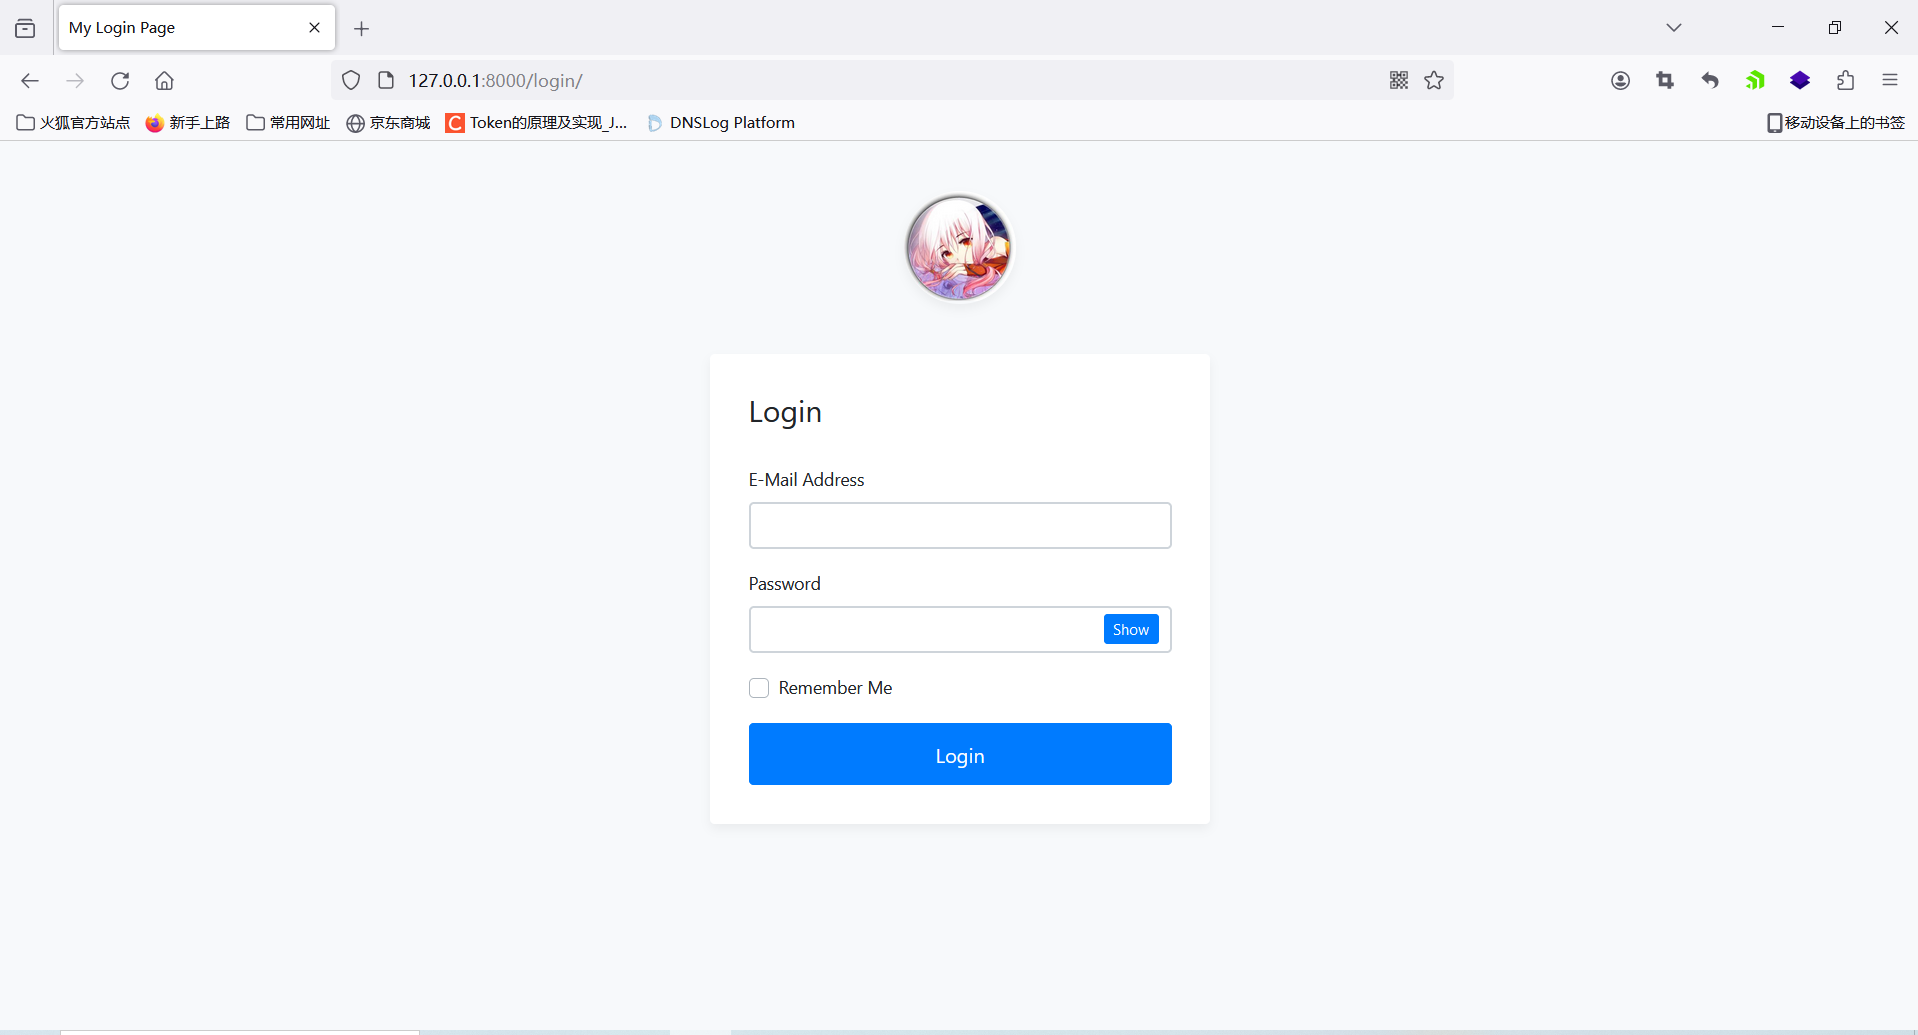 My Login Page
127.0.0.1:8000/login/
火狐官方站点 新手上路 常用网址 京东商城 Token的原理及实现_J... DNSLog Platform 移动设备上的书签
Login
E-Mail Address
Password
Show
Remember Me
Login